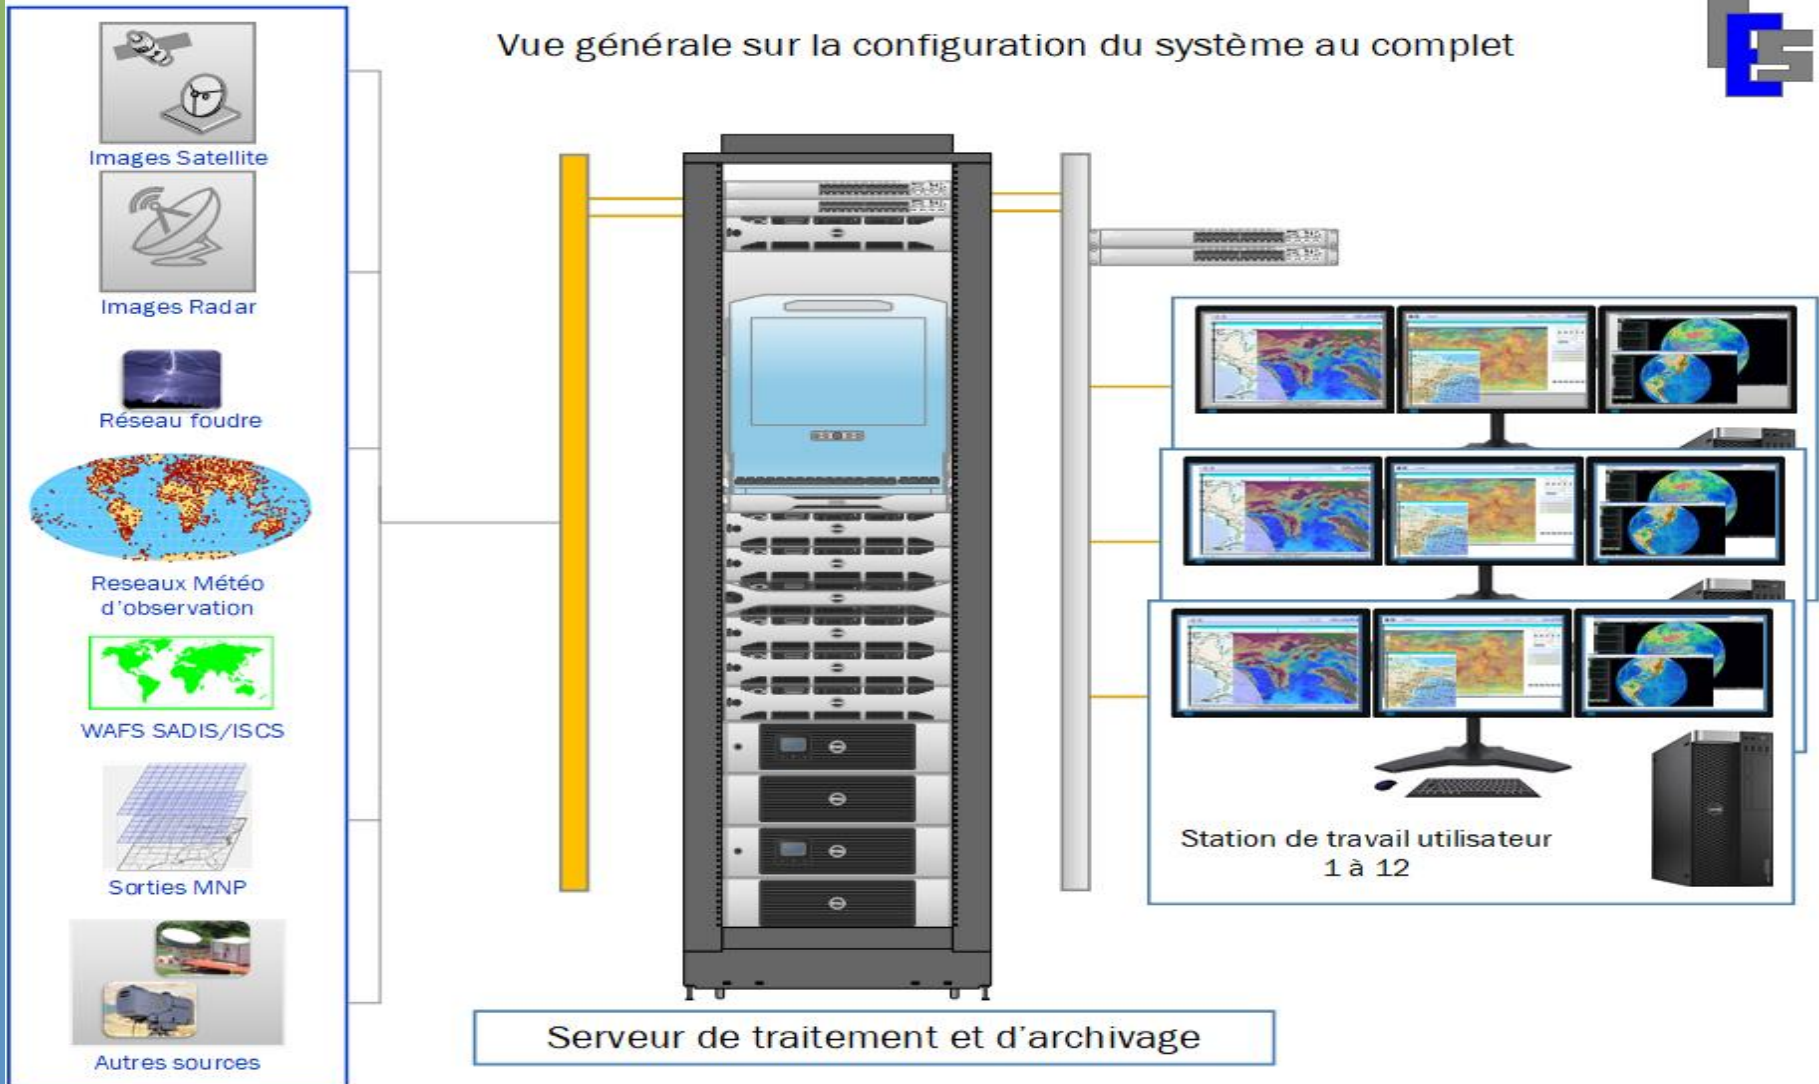 Vue générale sur la configuration du système au complet
Images Satellite
Images Radar
Réseau foudre
Reseaux Météo
d'observation
WAFS SADIS/ISCS
Sorties MNP
Autres sources
Station de travail utilisateur
1 à 12
Serveur de traitement et d'archivage